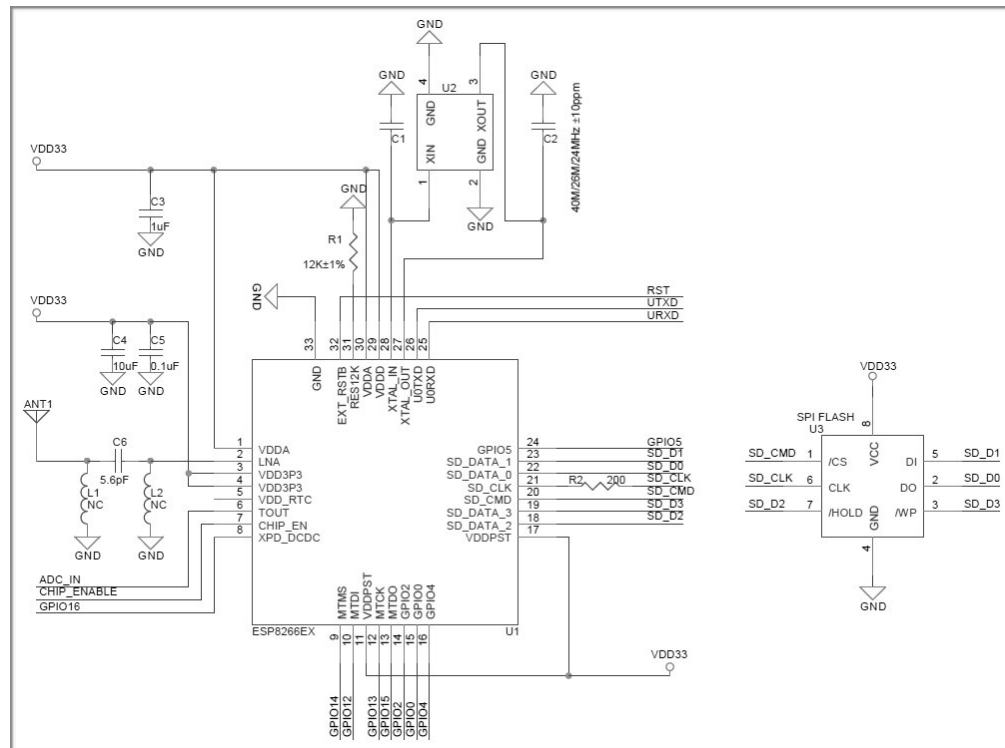 GND
GND
4
3
U2
GND
XOUT
XIN
GND
1
2
GND
C1
GND
C2
40M/26M/24MHz ±10ppm
VDD33
C3
1uF
GND
GND
R1
12K±1%
GND
GND
VDD33
C4
10uF
GND
C5
0.1uF
GND
RST
UTXD
URXD
33
32
31
30
29
28
27
26
25
GND
EXT_RSTB
RES12K
VDDA
VDDD
XTAL_IN
XTAL_OUT
U0TXD
U0RXD
ANT1
C6
5.6pF
L1
NC
GND
L2
NC
GND
1 VDDA
2 LNA
3 VDD3P3
4 VDD3P3
5 VDD_RTC
6 TOUT
7 CHIP_EN
8 XPD_DCDC
ADC_IN
CHIP_ENABLE
GPIO16
GPIO5 24 GPIO5
SD_DATA_1 23 SD_D1
SD_DATA_0 22 SD_D0
SD_CLK 21 R2 200 SD_CLK
SD_CMD 20 SD_CMD
SD_DATA_3 19 SD_D3
SD_DATA_2 18 SD_D2
VDDPST 17
MTMS
MTDI
VDDPST
MTCK
MTDO
GPIO2
GPIO0
GPIO4
ESP8266EX
U1
9
10
11
12
13
14
15
16
GPIO14
GPIO12
GPIO13
GPIO15
GPIO2
GPIO0
GPIO4
VDD33
VDD33
SPI FLASH
U3
8
VCC
SD_CMD 1 /CS
SD_CLK 6 CLK
SD_D2 7 /HOLD
DI 5 SD_D1
DO 2 SD_D0
/WP 3 SD_D3
GND
4
GND